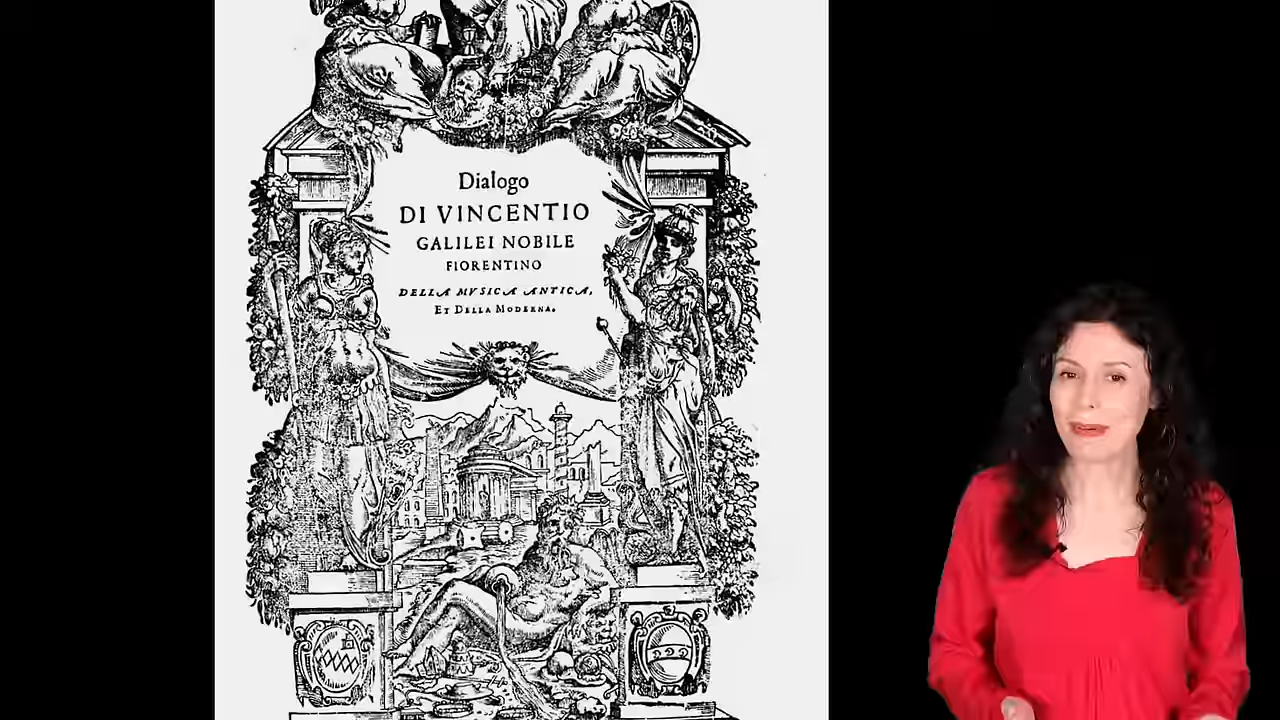 Dialogo
DI VINCENTIO
GALILEI NOBILE
FIORENTINO
DELLA MVSICA ANTICA,
ET DELLA MODERNA.